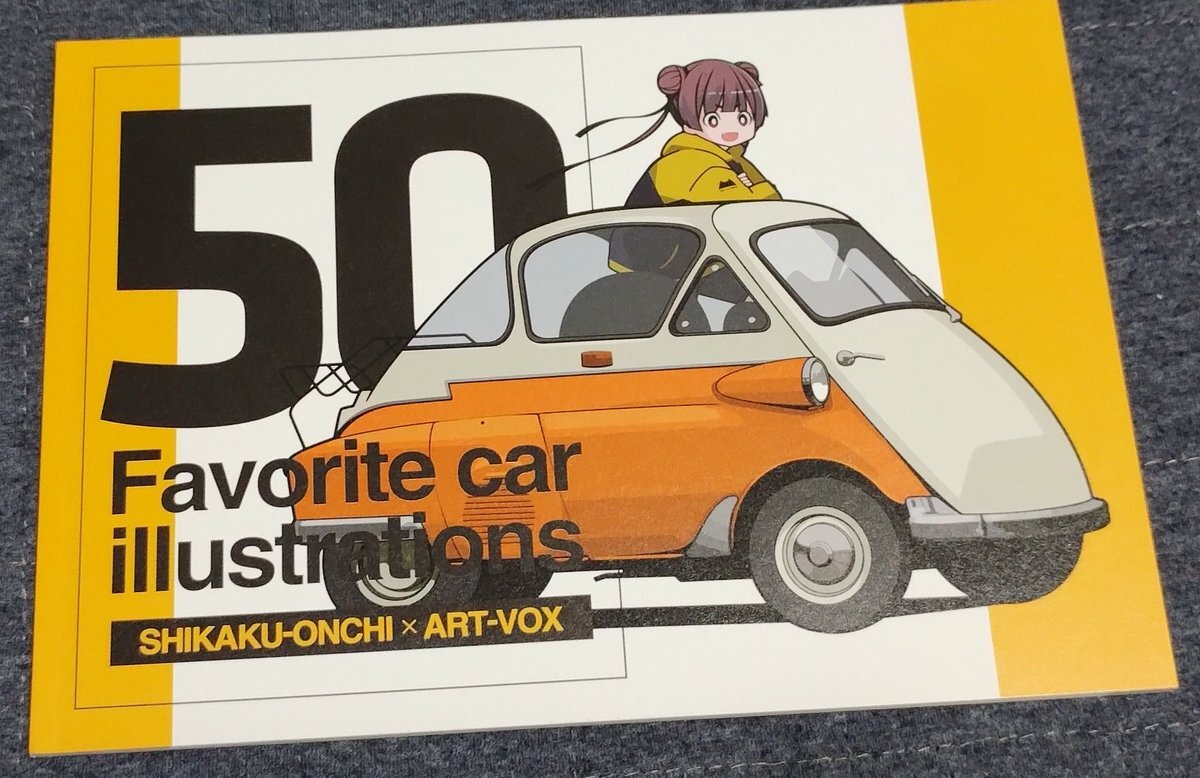 50
Favorite car
illustrations
SHIKAKU-ONCHI × ART-VOX